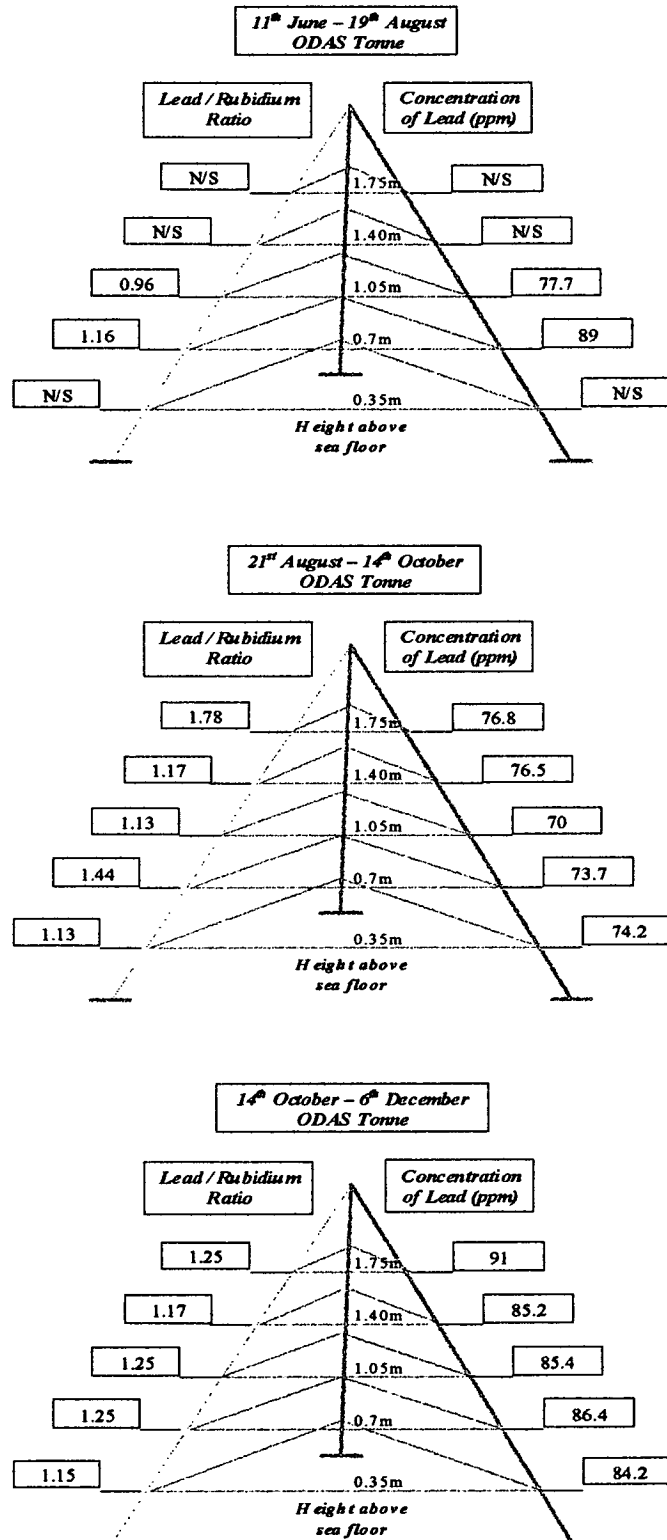 11th June – 19th August
ODAS Tonne
Lead / Rubidium
Ratio
Concentration
of Lead (ppm)
N/S
1.75m
N/S
N/S
1.40m
N/S
0.96
1.05m
77.7
1.16
0.7m
89
N/S
0.35m
N/S
Height above
sea floor
21st August – 14th October
ODAS Tonne
Lead / Rubidium
Ratio
Concentration
of Lead (ppm)
1.78
1.75m
76.8
1.17
1.40m
76.5
1.13
1.05m
70
1.44
0.7m
73.7
1.13
0.35m
74.2
Height above
sea floor
14th October – 6th December
ODAS Tonne
Lead / Rubidium
Ratio
Concentration
of Lead (ppm)
1.25
1.75m
91
1.17
1.40m
85.2
1.25
1.05m
85.4
1.25
0.7m
86.4
1.15
0.35m
84.2
Height above
sea floor